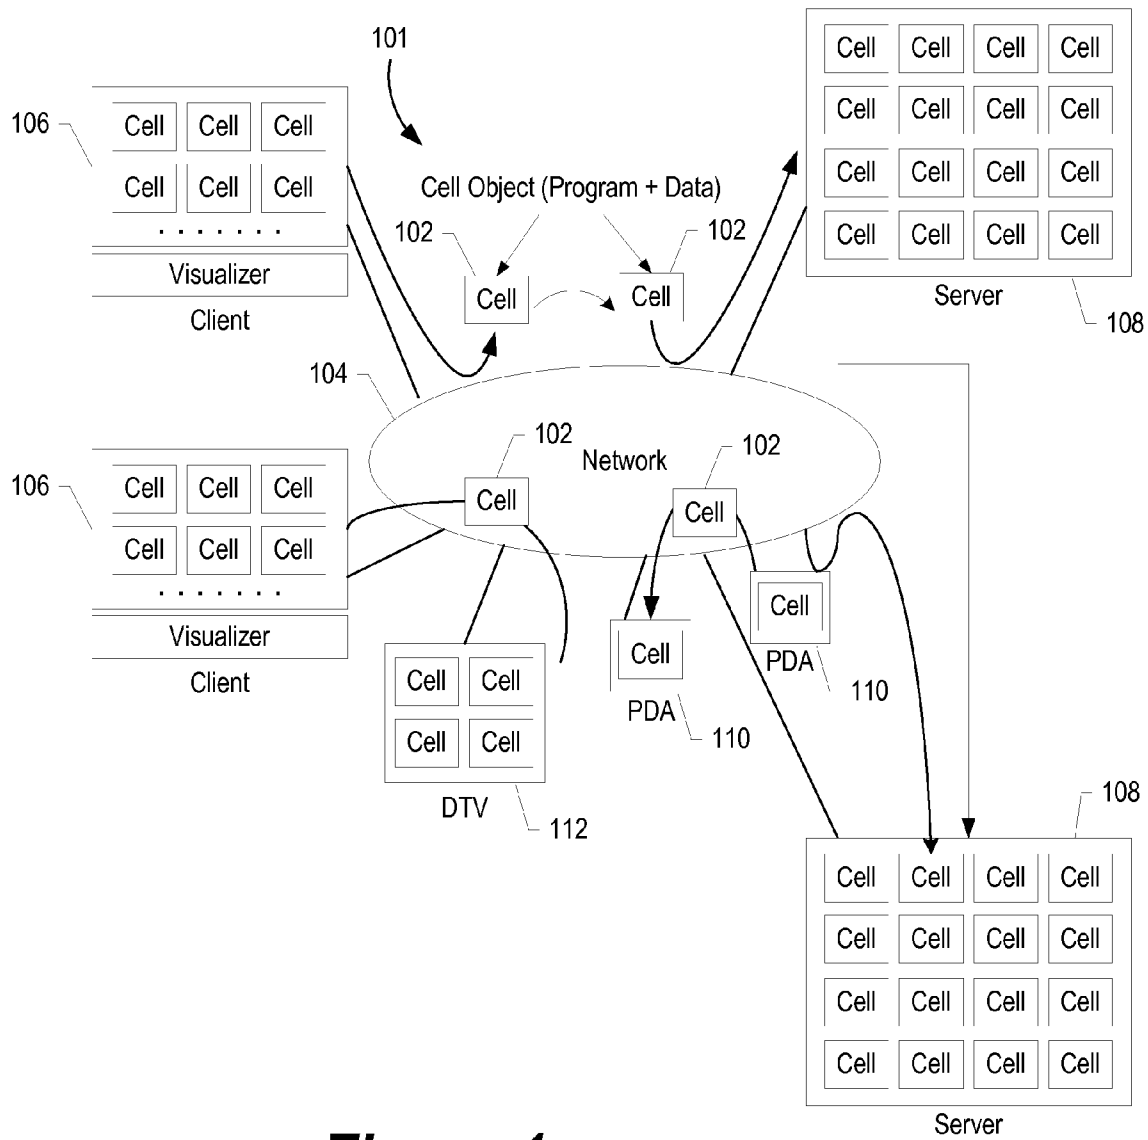 101
106
Cell Cell Cell
Cell Cell Cell
. . . . . . .
Visualizer
Client
Cell Object (Program + Data)
102
102
Cell
Cell
Cell Cell Cell Cell
Cell Cell Cell Cell
Cell Cell Cell Cell
Cell Cell Cell Cell
Server
108
104
Network
102
Cell
102
Cell
106
Cell Cell Cell
Cell Cell Cell
. . . . . . .
Visualizer
Client
Cell Cell
Cell Cell
DTV
112
Cell
PDA
110
Cell
PDA
110
108
Cell Cell Cell Cell
Cell Cell Cell Cell
Cell Cell Cell Cell
Cell Cell Cell Cell
Server